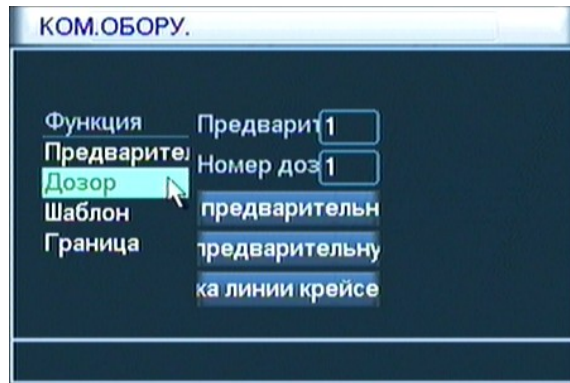 КОМ.ОБОРУ.
Функция
Предварител
Дозор
Шаблон
Граница
Предварит 1
Номер доз 1
предварительн
предварительну
ка линии крейсе